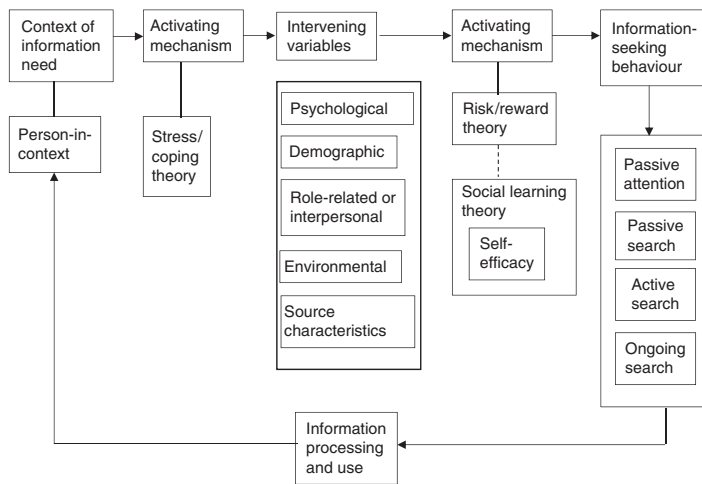 Context of
information
need
Activating
mechanism
Intervening
variables
Activating
mechanism
Information-
seeking
behaviour
Person-in-
context
Stress/
coping
theory
Psychological
Demographic
Role-related or
interpersonal
Environmental
Source
characteristics
Risk/reward
theory
Social learning
theory
Self-
efficacy
Passive
attention
Passive
search
Active
search
Ongoing
search
Information
processing
and use